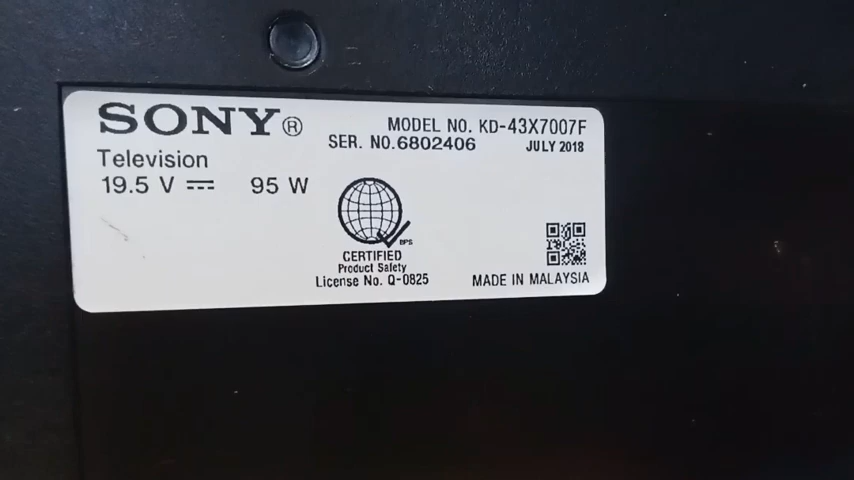 SONY®
MODEL NO. KD-43X7007F
SER. NO.6802406
JULY 2018
Television
19.5 V ⎓ 95 W
BPS
CERTIFIED
Product Safety
License No. Q-0825
MADE IN MALAYSIA